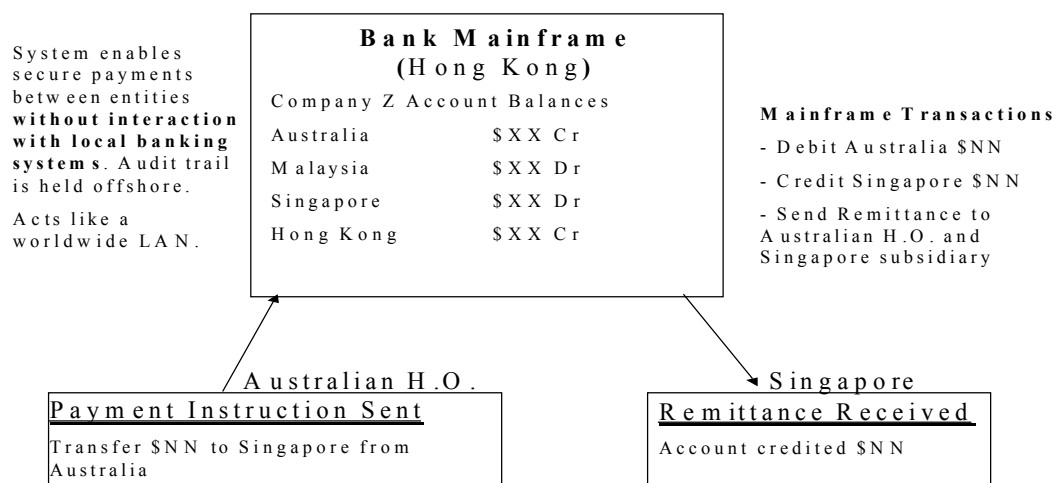 System enables
secure payments
between entities
without interaction
with local banking
systems. Audit trail
is held offshore.
Acts like a
worldwide LAN.
Bank Mainframe
(Hong Kong)
Company Z Account Balances
Australia $XX Cr
Malaysia $XX Dr
Singapore $XX Dr
Hong Kong $XX Cr
Mainframe Transactions
- Debit Australia $NN
- Credit Singapore $NN
- Send Remittance to
Australian H.O. and
Singapore subsidiary
Australian H.O.
Payment Instruction Sent
Transfer $NN to Singapore from
Australia
Singapore
Remittance Received
Account credited $NN